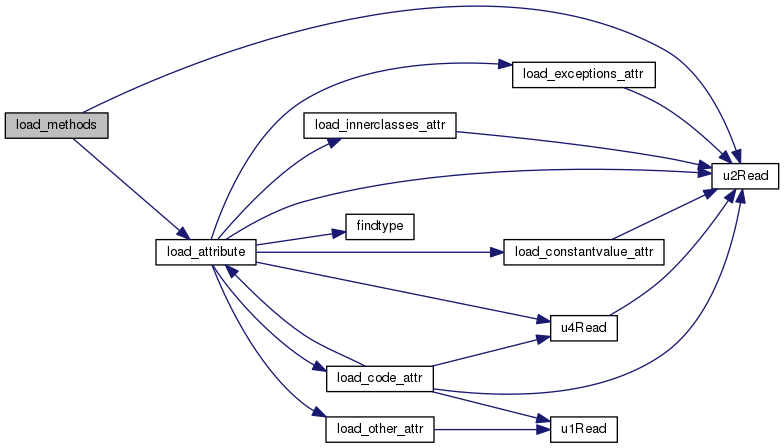 load_methods
load_attribute
load_exceptions_attr
load_innerclasses_attr
u2Read
findtype
load_constantvalue_attr
u4Read
load_code_attr
load_other_attr
u1Read